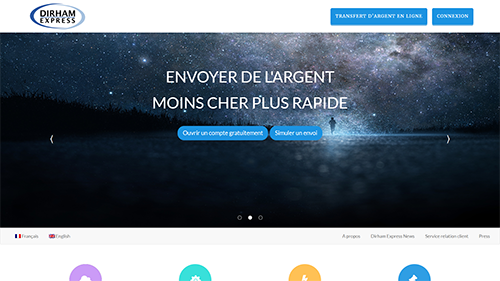 DIRHAM
EXPRESS
TRANSFERT D'ARGENT EN LIGNE
CONNEXION
ENVOYER DE L'ARGENT
MOINS CHER PLUS RAPIDE
Ouvrir un compte gratuitement
Simuler un envoi
Français
English
A propos
Dirham Express News
Service relation client
Press